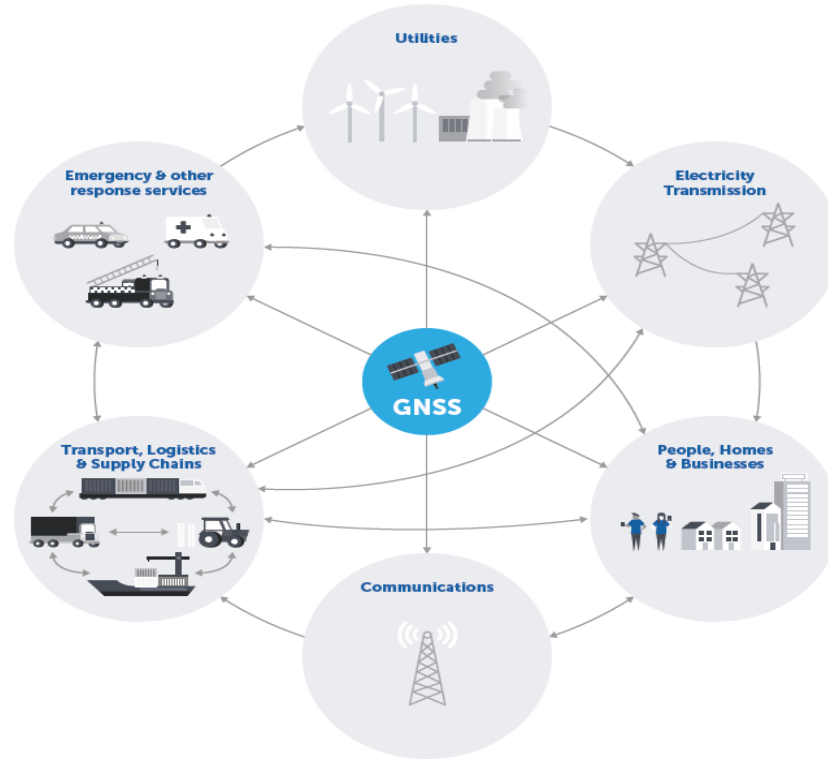 Utilities
Emergency & other
response services
Electricity
Transmission
GNSS
Transport, Logistics
& Supply Chains
People, Homes
& Businesses
Communications